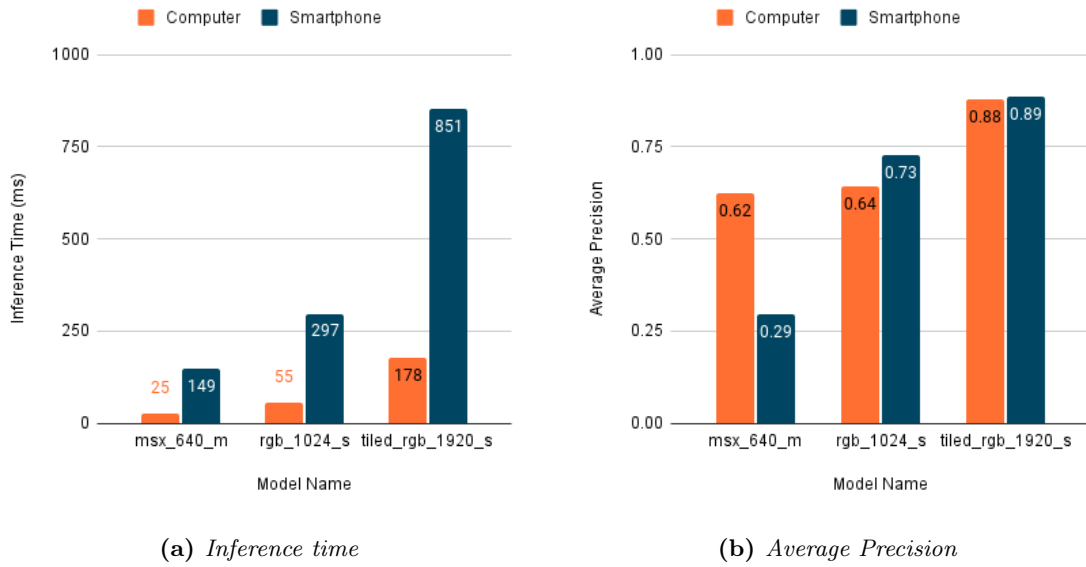 Computer Smartphone
1000
750
500
250
0
Inference Time (ms)
25
149
55
297
178
851
msx_640_m rgb_1024_s tiled_rgb_1920_s
Model Name
(a) Inference time
Computer Smartphone
1.00
0.75
0.50
0.25
0.00
Average Precision
0.62
0.29
0.64
0.73
0.88
0.89
msx_640_m rgb_1024_s tiled_rgb_1920_s
Model Name
(b) Average Precision